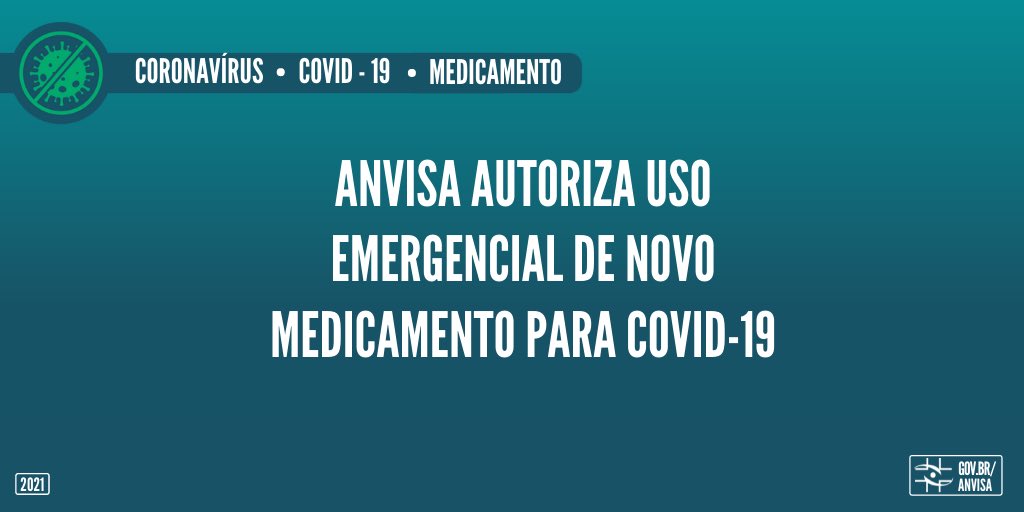 CORONAVÍRUS • COVID - 19 • MEDICAMENTO
ANVISA AUTORIZA USO
EMERGENCIAL DE NOVO
MEDICAMENTO PARA COVID-19
2021
GOV.BR/
ANVISA